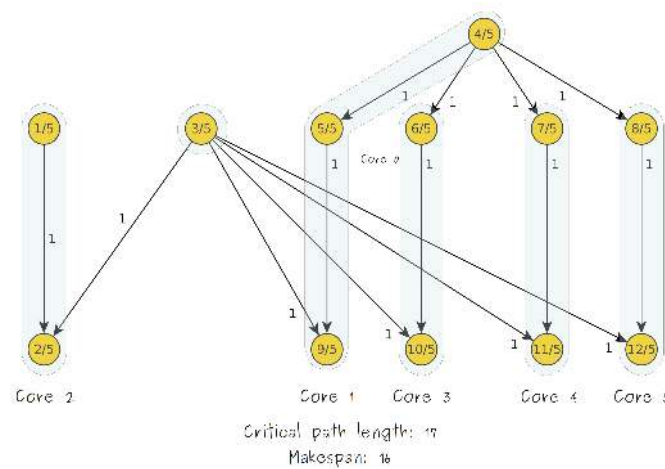 4/5
1 1 1 1
1/5 3/5 5/5 6/5 7/5 8/5
1 1 1 1
Core 0
1
1
1 1 1 1
2/5 9/5 10/5 11/5 12/5
Core 2 Core 1 Core 3 Core 4 Core 5
Critical path length: 17
Makespan: 16